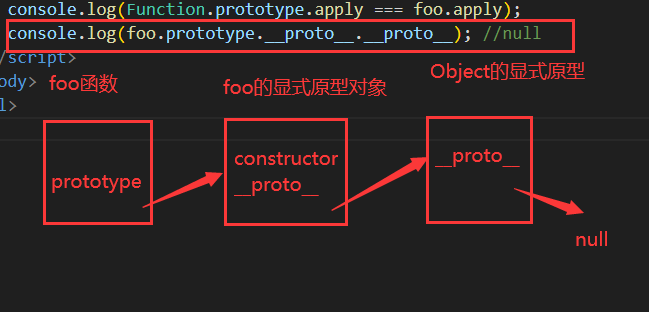 console.log(Function.prototype.apply === foo.apply);
console.log(foo.prototype.__proto__.__proto__); //null
/script>
ody> foo函数 foo的显式原型对象 Object的显式原型
l>
prototype
constructor
__proto__
__proto__
null